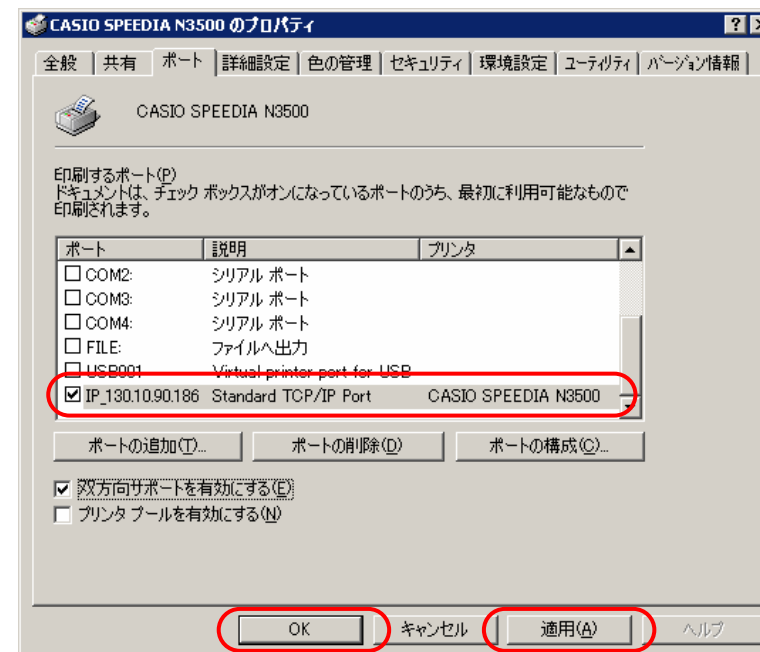 CASIO SPEEDIA N3500 のプロパティ
全般 共有 ポート 詳細設定 色の管理 セキュリティ 環境設定 ユーティリティ バージョン情報
CASIO SPEEDIA N3500
印刷するポート(P)
ドキュメントは、チェック ボックスがオンになっているポートのうち、最初に利用可能なもので
印刷されます。
ポート 説明 プリンタ
COM2: シリアル ポート
COM3: シリアル ポート
COM4: シリアル ポート
FILE: ファイルへ出力
USB001 Virtual printer port for USB
IP_130.10.90.186 Standard TCP/IP Port CASIO SPEEDIA N3500
ポートの追加(T)... ポートの削除(D) ポートの構成(C)...
双方向サポートを有効にする(E)
プリンタ プールを有効にする(N)
OK キャンセル 適用(A) ヘルプ